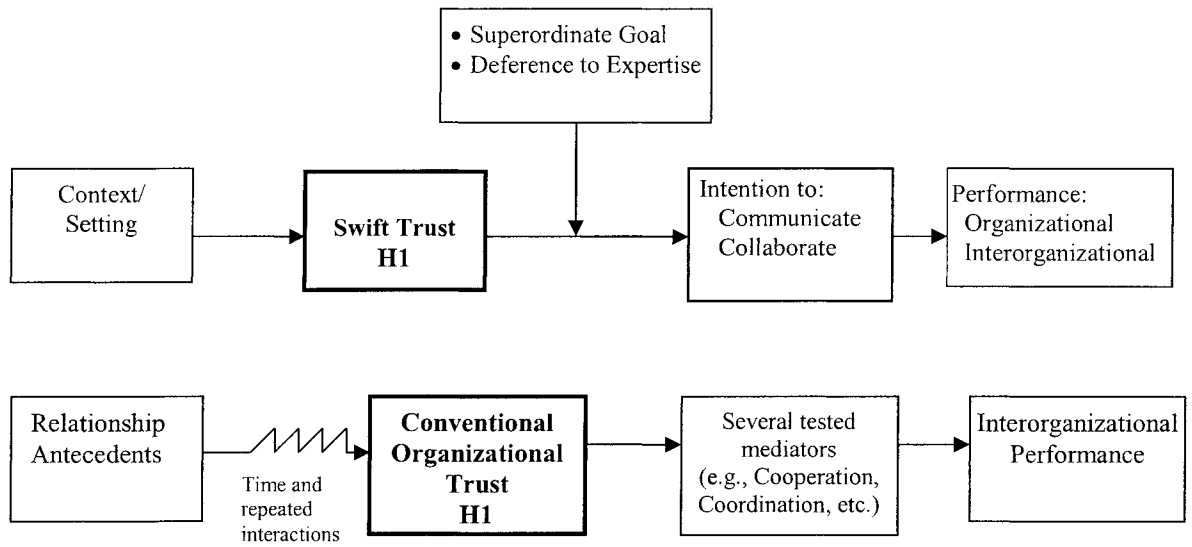 • Superordinate Goal
• Deference to Expertise
Context/
Setting
Swift Trust
H1
Intention to:
Communicate
Collaborate
Performance:
Organizational
Interorganizational
Relationship
Antecedents
Time and
repeated
interactions
Conventional
Organizational
Trust
H1
Several tested
mediators
(e.g., Cooperation,
Coordination, etc.)
Interorganizational
Performance